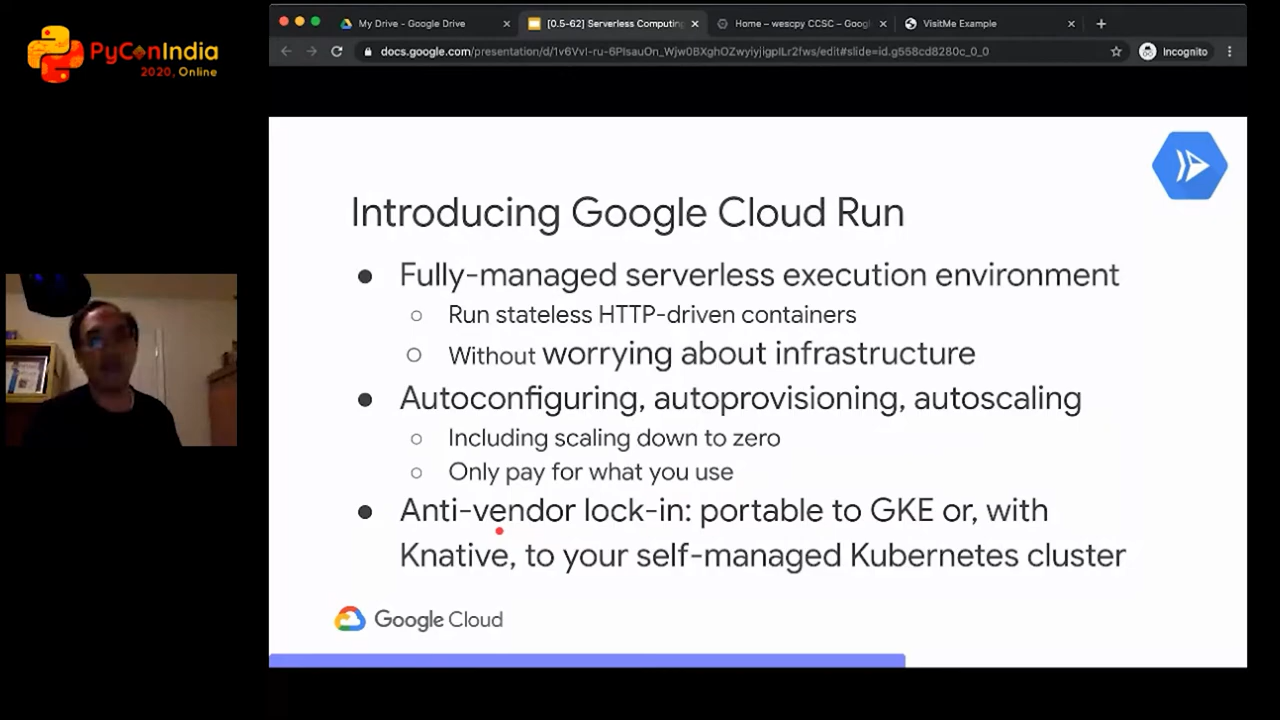 PyConIndia
2020, Online
My Drive - Google Drive
[0.5-62] Serverless Computing
Home – wescpy CCSC – Goog
VisitMe Example
Incognito
Introducing Google Cloud Run
Fully-managed serverless execution environment
Run stateless HTTP-driven containers
Without worrying about infrastructure
Autoconfiguring, autoprovisioning, autoscaling
Including scaling down to zero
Only pay for what you use
Anti-vendor lock-in: portable to GKE or, with
Knative, to your self-managed Kubernetes cluster
Google Cloud